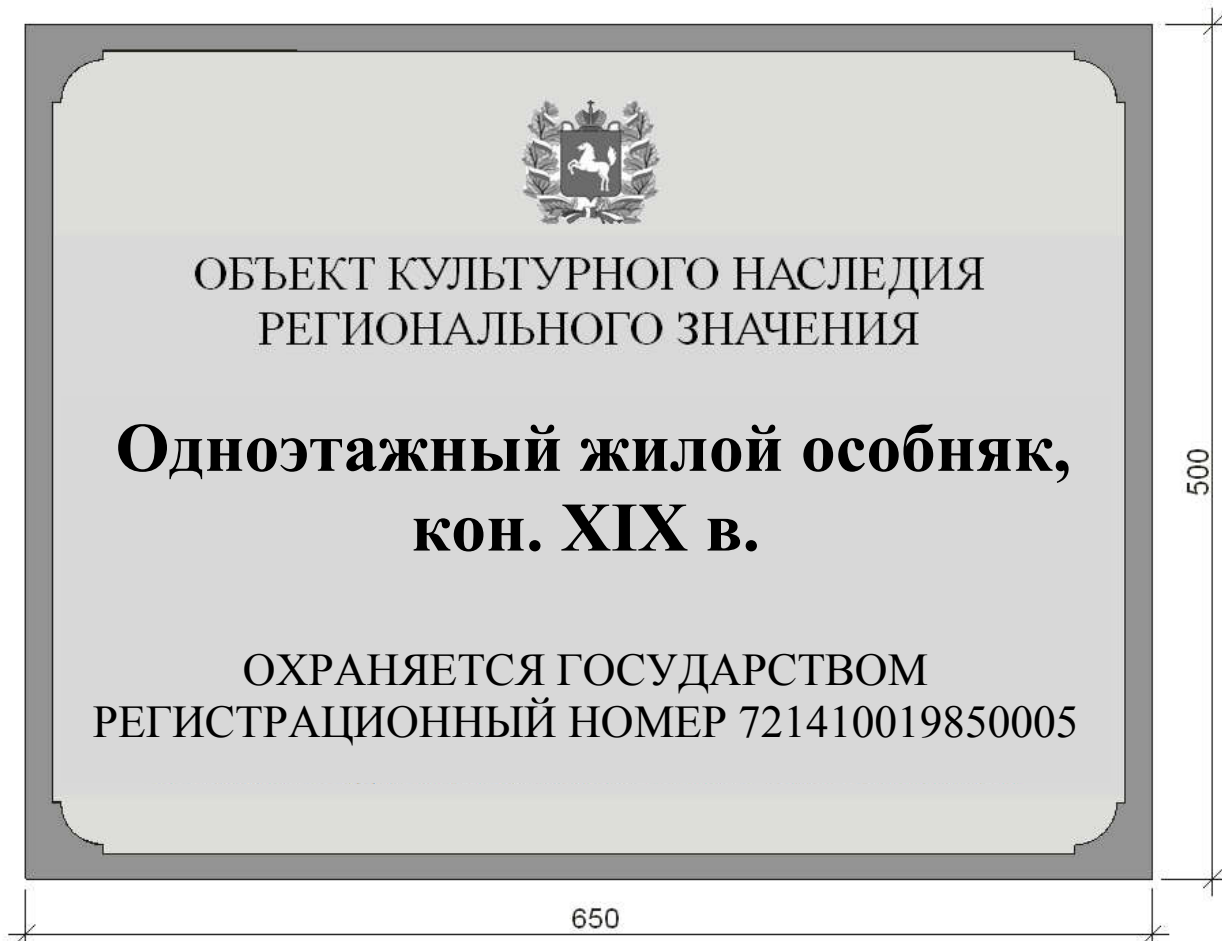 ОБЪЕКТ КУЛЬТУРНОГО НАСЛЕДИЯ
РЕГИОНАЛЬНОГО ЗНАЧЕНИЯ
Одноэтажный жилой особняк,
кон. XIX в.
500
ОХРАНЯЕТСЯ ГОСУДАРСТВОМ
РЕГИСТРАЦИОННЫЙ НОМЕР 721410019850005
650